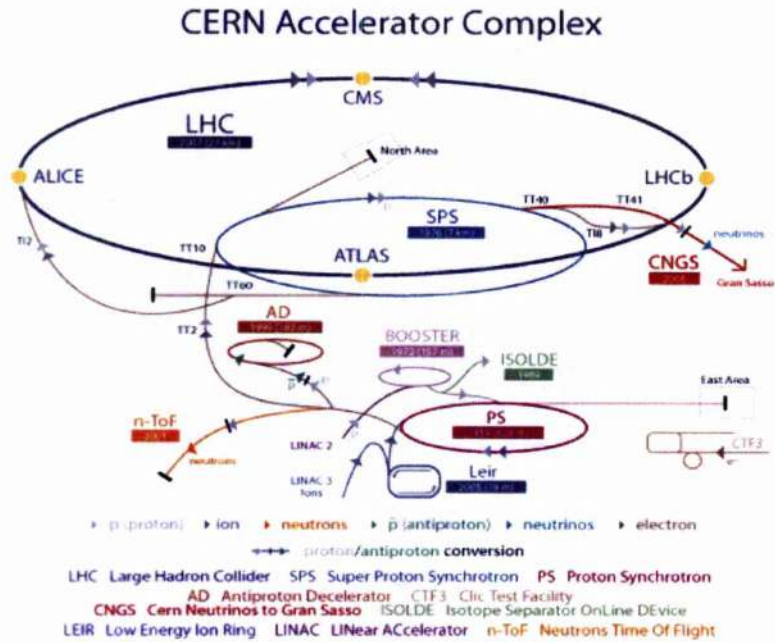 CERN Accelerator Complex
CMS
LHC
North Area
ALICE
LHCb
TT40
TT41
SPS
TI2
TT10
TI8
ATLAS
neutrinos
CNGS
Gran Sasso
TT60
AD
TT2
BOOSTER
ISOLDE
East Area
n-ToF
PS
LINAC 2
CTF3
neutrons
Leir
LINAC 3
Ions
p (proton) ion neutrons p̄ (antiproton) neutrinos electron
proton/antiproton conversion
LHC Large Hadron Collider SPS Super Proton Synchrotron PS Proton Synchrotron
AD Antiproton Decelerator CTF3 Clic Test Facility
CNGS Cern Neutrinos to Gran Sasso ISOLDE Isotope Separator OnLine DEvice
LEIR Low Energy Ion Ring LINAC LINear ACcelerator n-ToF Neutrons Time Of Flight